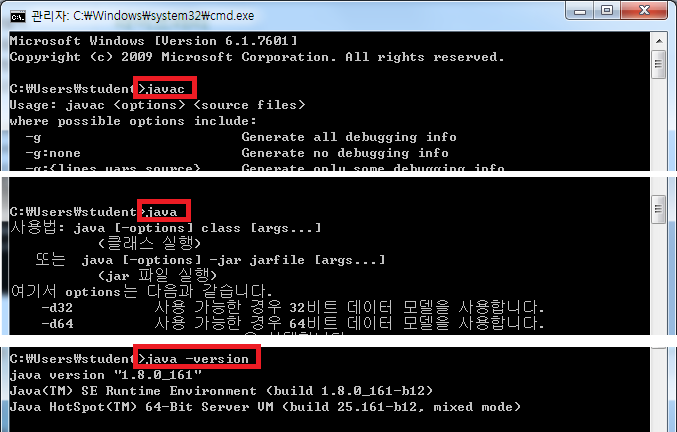 관리자: C:₩Windows₩system32₩cmd.exe
Microsoft Windows [Version 6.1.7601]
Copyright (c) 2009 Microsoft Corporation. All rights reserved.
C:₩Users₩student>javac
Usage: javac <options> <source files>
where possible options include:
-g Generate all debugging info
-g:none Generate no debugging info
-g:{lines,vars,source} Generate only some debugging info
C:₩Users₩student>java
사용법: java [-options] class [args...]
(클래스 실행)
또는 java [-options] -jar jarfile [args...]
(jar 파일 실행)
여기서 options는 다음과 같습니다.
-d32 사용 가능한 경우 32비트 데이터 모델을 사용합니다.
-d64 사용 가능한 경우 64비트 데이터 모델을 사용합니다.
C:₩Users₩student>java -version
java version "1.8.0_161"
Java(TM) SE Runtime Environment (build 1.8.0_161-b12)
Java HotSpot(TM) 64-Bit Server VM (build 25.161-b12, mixed mode)